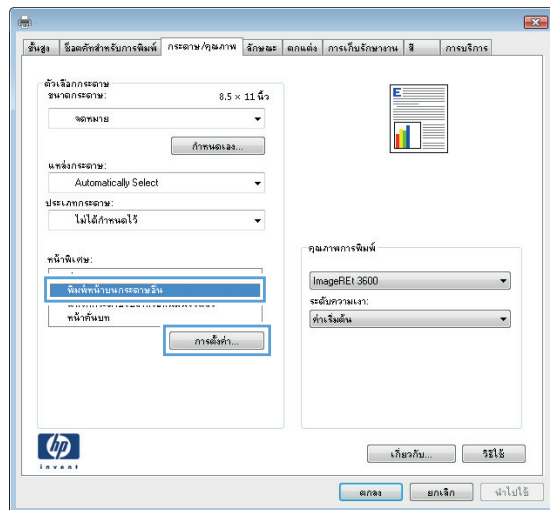 ขั้นสูง ช็อตคัทสำหรับการพิมพ์ กระดาษ/คุณภาพ ลักษณะ ตกแต่ง การเก็บรักษางาน สี การบริการ
ตัวเลือกกระดาษ
ขนาดกระดาษ: 8.5 × 11 นิ้ว
จดหมาย
กำหนดเอง...
แหล่งกระดาษ:
Automatically Select
ประเภทกระดาษ:
ไม่ได้กำหนดไว้
หน้าพิเศษ:
พิมพ์หน้าบนกระดาษอื่น
หน้าคั่นบท
การตั้งค่า...
E
คุณภาพการพิมพ์
ImageREt 3600
ระดับความเงา:
ค่าเริ่มต้น
hp
invent
เกี่ยวกับ... วิธีใช้
ตกลง ยกเลิก นำไปใช้